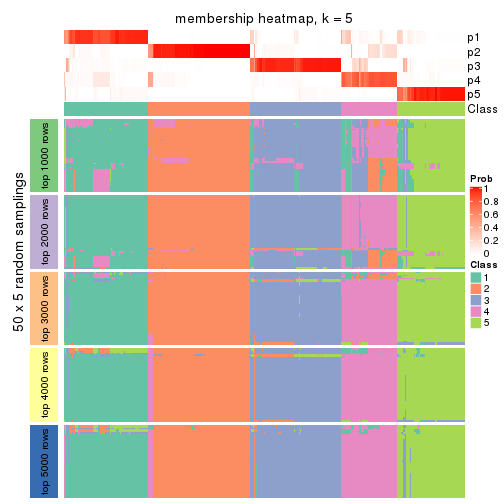 membership heatmap, k = 5
p1
p2
p3
p4
p5
Class
50 x 5 random samplings
top 1000 rows
top 2000 rows
top 3000 rows
top 4000 rows
top 5000 rows
Prob
1
0.8
0.6
0.4
0.2
0
Class
1
2
3
4
5